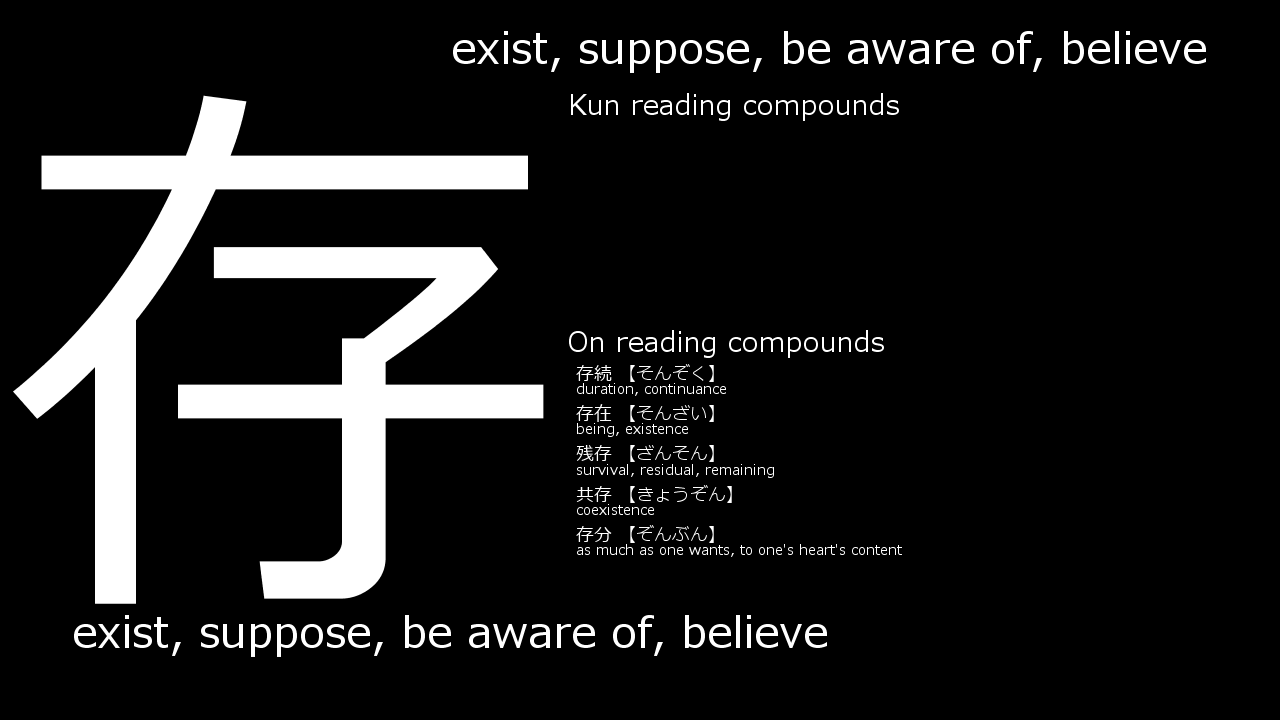 exist, suppose, be aware of, believe
Kun reading compounds
存
On reading compounds
存続 【そんぞく】
duration, continuance
存在 【そんざい】
being, existence
残存 【ざんそん】
survival, residual, remaining
共存 【きょうぞん】
coexistence
存分 【ぞんぶん】
as much as one wants, to one's heart's content
exist, suppose, be aware of, believe